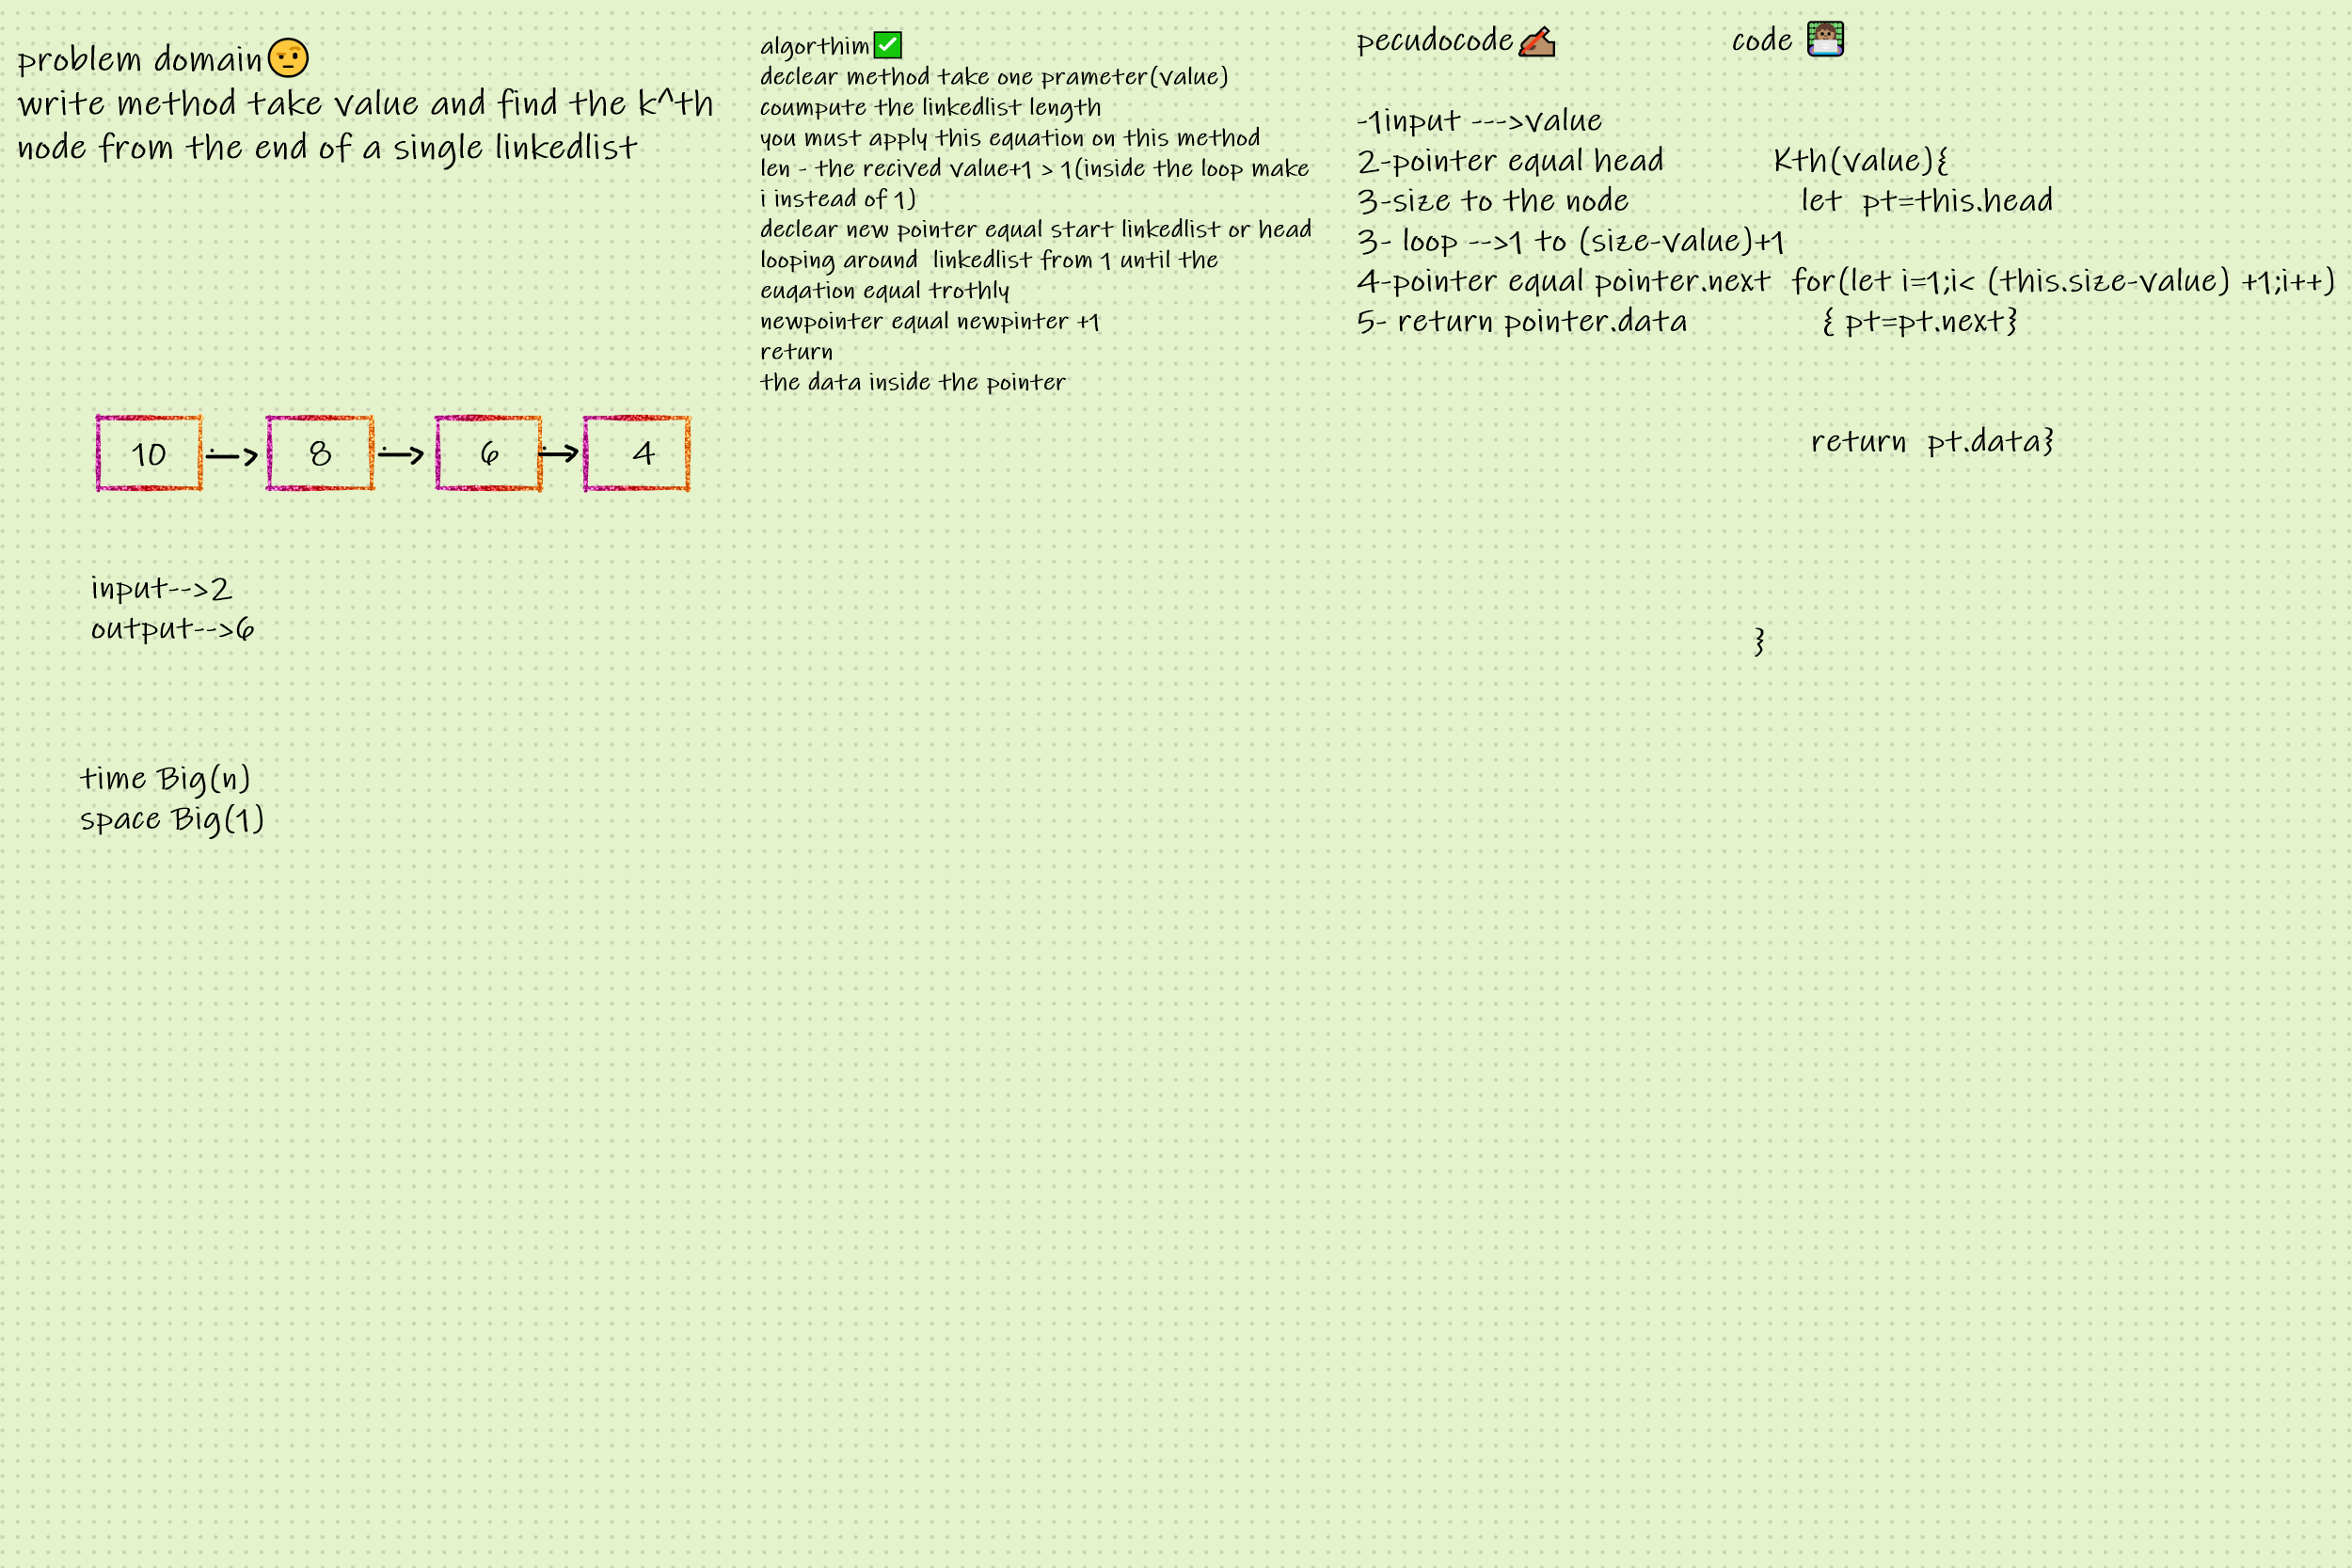 problem domain🤨
write method take value and find the k^th
node from the end of a single linkedlist
10
8
6
4
input-->2
output-->6
time Big(n)
space Big(1)
algorthim✅
declear method take one prameter(value)
coumpute the linkedlist length
you must apply this equation on this method
len - the recived value+1 > 1(inside the loop make
i instead of 1)
declear new pointer equal start linkedlist or head
looping around  linkedlist from 1 until the
euqation equal trothly
newpointer equal newpinter +1
return
the data inside the pointer
pecudocode✍🏽
-1input --->value
2-pointer equal head
3-size to the node
3- loop -->1 to (size-value)+1
4-pointer equal pointer.next
5- return pointer.data
code 👨🏽‍💻
Kth(value){
let  pt=this.head
for(let i=1;i< (this.size-value) +1;i++)
{ pt=pt.next}
return  pt.data}
}